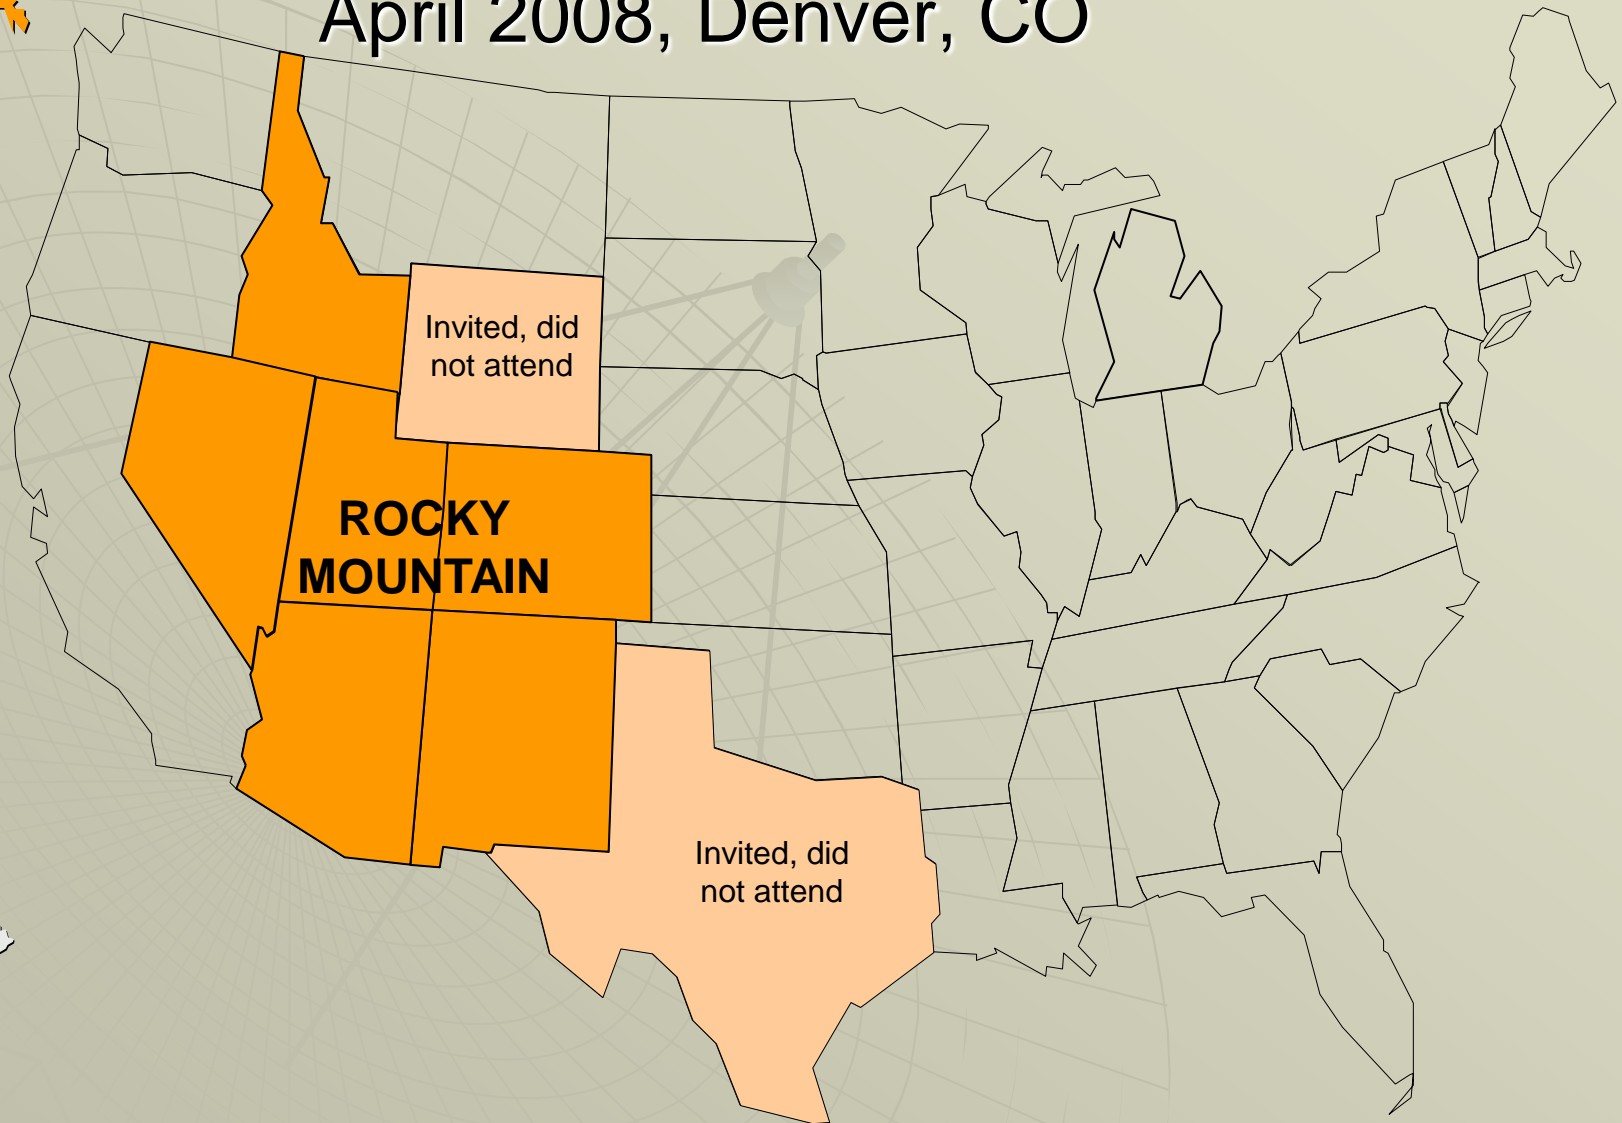 April 2008, Denver, CO
Invited, did
not attend
ROCKY
MOUNTAIN
Invited, did
not attend